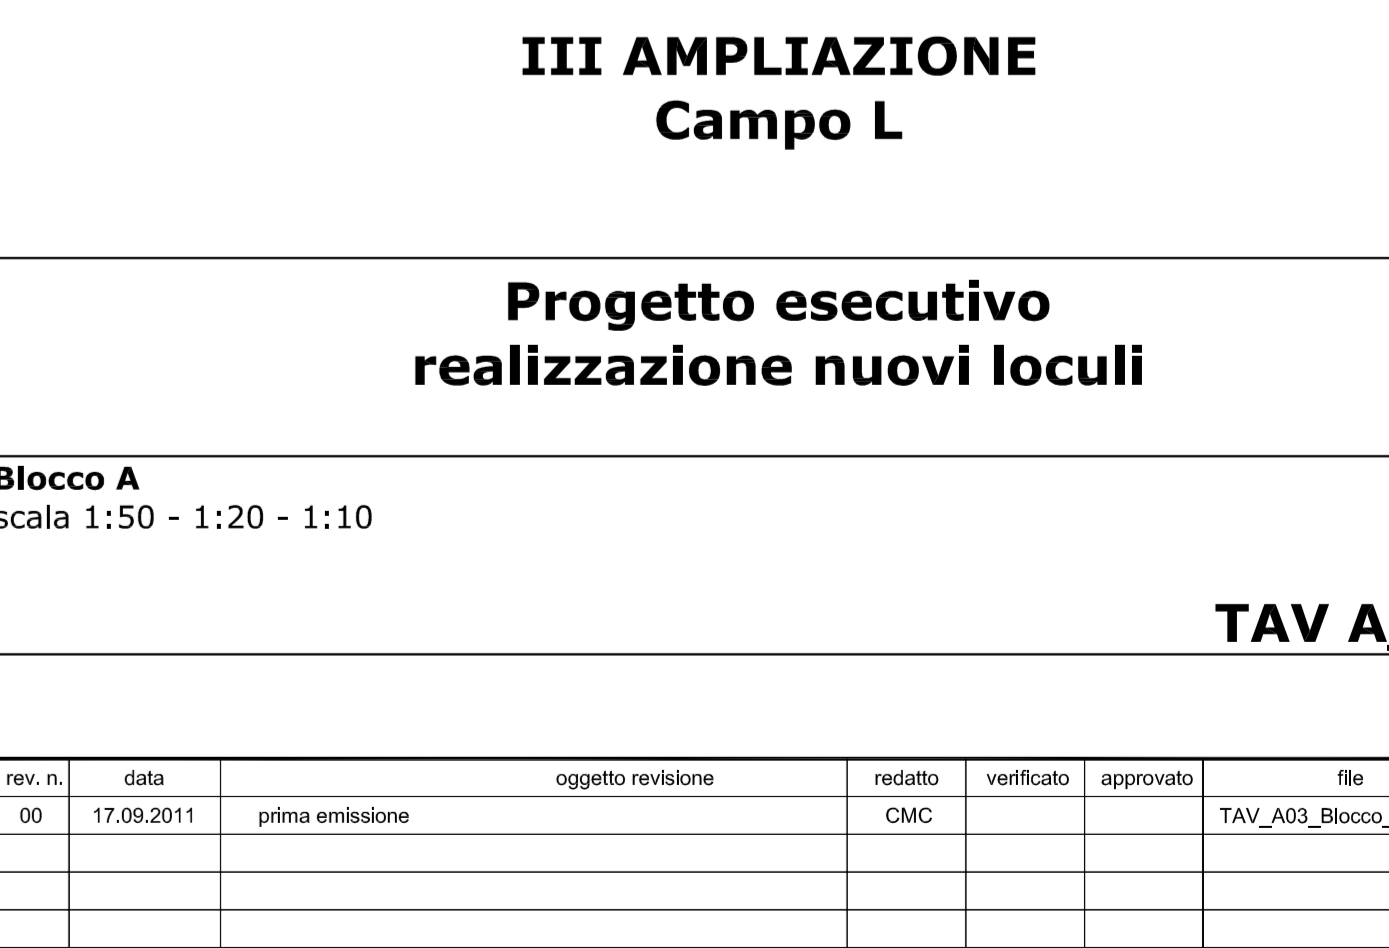 III AMPLIAZIONE
Campo L
Progetto esecutivo
realizzazione nuovi loculi
Blocco A
scala 1:50 - 1:20 - 1:10
TAV A
rev. n. data oggetto revisione redatto verificato approvato file
00 17.09.2011 prima emissione CMC TAV_A03_Blocco_